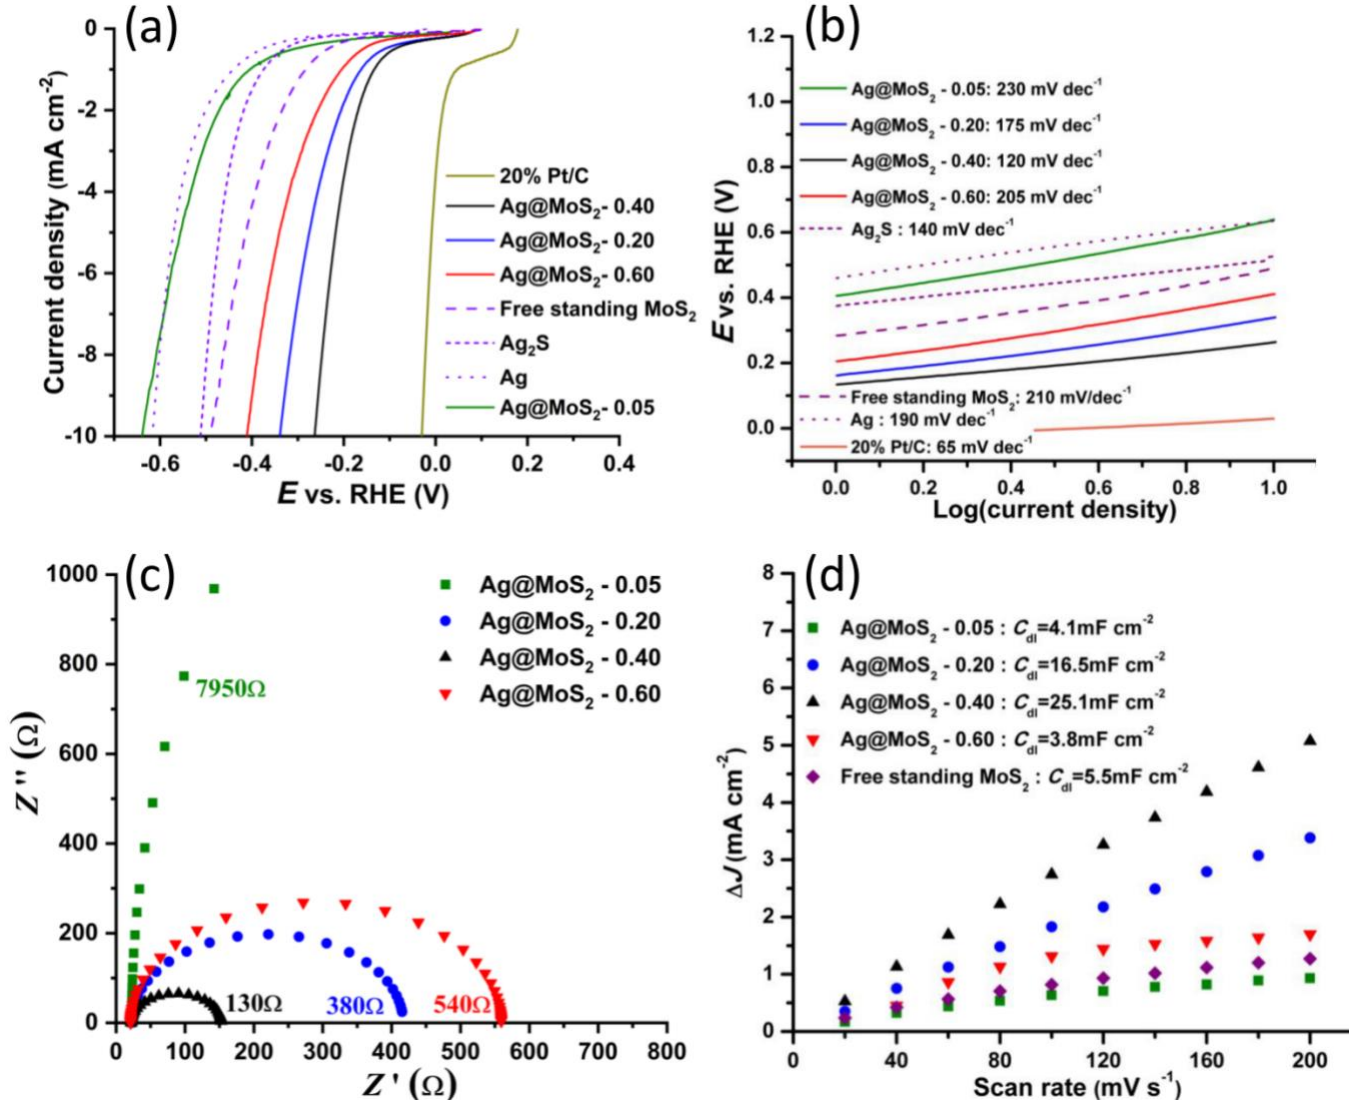 (a)
0
-2
-4
-6
-8
-10
Current density (mA cm⁻²)
-0.6 -0.4 -0.2 0.0 0.2 0.4
E vs. RHE (V)
20% Pt/C
Ag@MoS₂- 0.40
Ag@MoS₂- 0.20
Ag@MoS₂- 0.60
Free standing MoS₂
Ag₂S
Ag
Ag@MoS₂- 0.05
(b)
1.2
1.0
0.8
0.6
0.4
0.2
0.0
E vs. RHE (V)
Ag@MoS₂ - 0.05: 230 mV dec⁻¹
Ag@MoS₂ - 0.20: 175 mV dec⁻¹
Ag@MoS₂ - 0.40: 120 mV dec⁻¹
Ag@MoS₂ - 0.60: 205 mV dec⁻¹
Ag₂S : 140 mV dec⁻¹
Free standing MoS₂: 210 mV/dec⁻¹
Ag: 190 mV dec⁻¹
20% Pt/C: 65 mV dec⁻¹
0.0 0.2 0.4 0.6 0.8 1.0
Log(current density)
(c)
1000
800
600
400
200
0
Z'' (Ω)
Ag@MoS₂ - 0.05
Ag@MoS₂ - 0.20
Ag@MoS₂ - 0.40
Ag@MoS₂ - 0.60
7950Ω
130Ω 380Ω 540Ω
0 100 200 300 400 500 600 700 800
Z' (Ω)
(d)
8
7
6
5
4
3
2
1
0
ΔJ (mA cm⁻²)
Ag@MoS₂ - 0.05 : Cdl=4.1mF cm⁻²
Ag@MoS₂ - 0.20 : Cdl=16.5mF cm⁻²
Ag@MoS₂ - 0.40 : Cdl=25.1mF cm⁻²
Ag@MoS₂ - 0.60 : Cdl=3.8mF cm⁻²
Free standing MoS₂ : Cdl=5.5mF cm⁻²
0 40 80 120 160 200
Scan rate (mV s⁻¹)